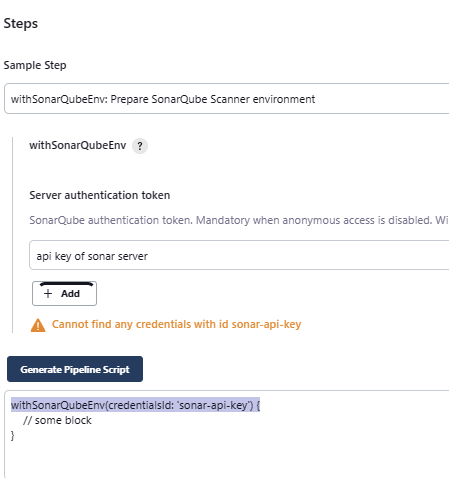 Steps
Sample Step
withSonarQubeEnv: Prepare SonarQube Scanner environment
withSonarQubeEnv ?
Server authentication token
SonarQube authentication token. Mandatory when anonymous access is disabled. Wi
api key of sonar server
+ Add
Cannot find any credentials with id sonar-api-key
Generate Pipeline Script
withSonarQubeEnv(credentialsId: 'sonar-api-key') {
// some block
}